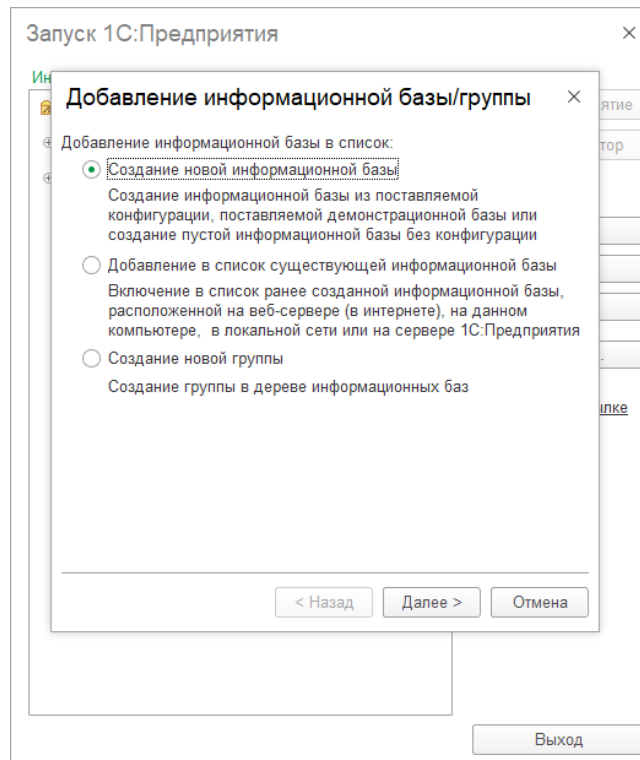 Запуск 1С:Предприятия
Добавление информационной базы/группы
Добавление информационной базы в список:
Создание новой информационной базы
Создание информационной базы из поставляемой
конфигурации, поставляемой демонстрационной базы или
создание пустой информационной базы без конфигурации
Добавление в список существующей информационной базы
Включение в список ранее созданной информационной базы,
расположенной на веб-сервере (в интернете), на данном
компьютере, в локальной сети или на сервере 1С:Предприятия
Создание новой группы
Создание группы в дереве информационных баз
< Назад
Далее >
Отмена
Выход